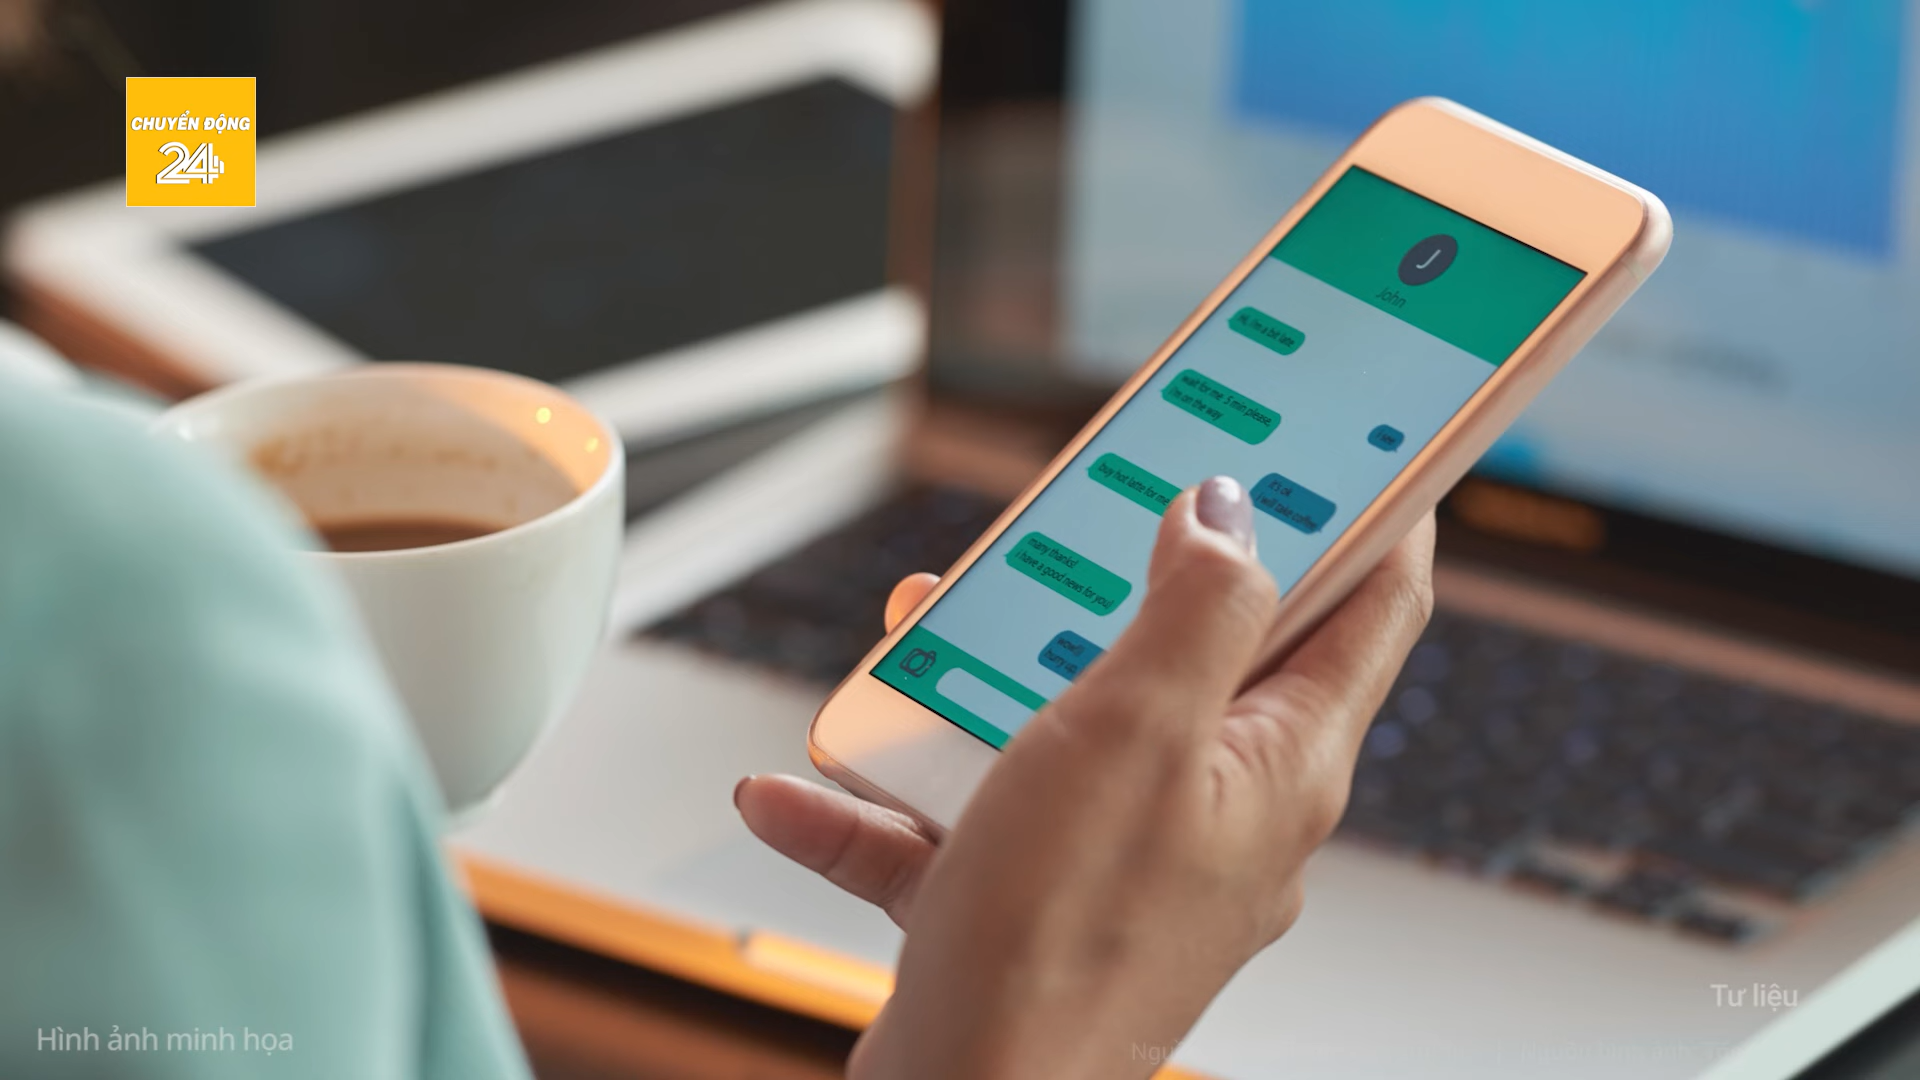 CHUYỂN ĐỘNG
24
J
John
hi, i'm a bit late
wait for me. 5 min please,
i'm on the way
i see
it's ok
i will take coffee
buy hot latte for me
many thanks!
i have a good news for you)
wow!))
hurry up,
Tư liệu
Hình ảnh minh họa